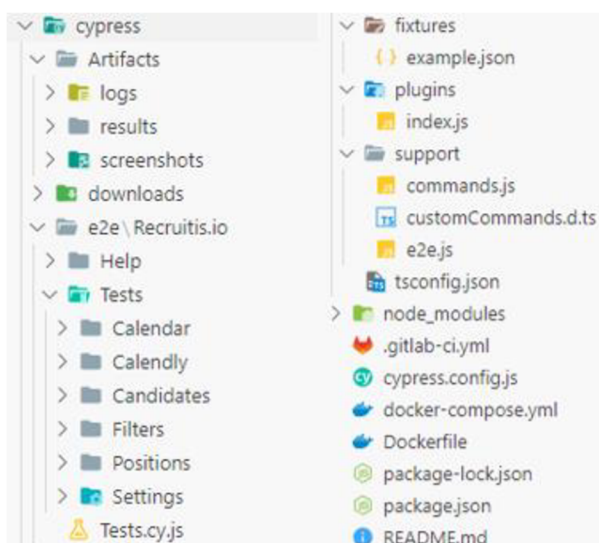 cypress
Artifacts
logs
results
screenshots
downloads
e2e\Recruitis.io
Help
Tests
Calendar
Calendly
Candidates
Filters
Positions
Settings
Tests.cy.js
fixtures
example.json
plugins
index.js
support
commands.js
customCommands.d.ts
e2e.js
tsconfig.json
node_modules
.gitlab-ci.yml
cypress.config.js
docker-compose.yml
Dockerfile
package-lock.json
package.json
README.md